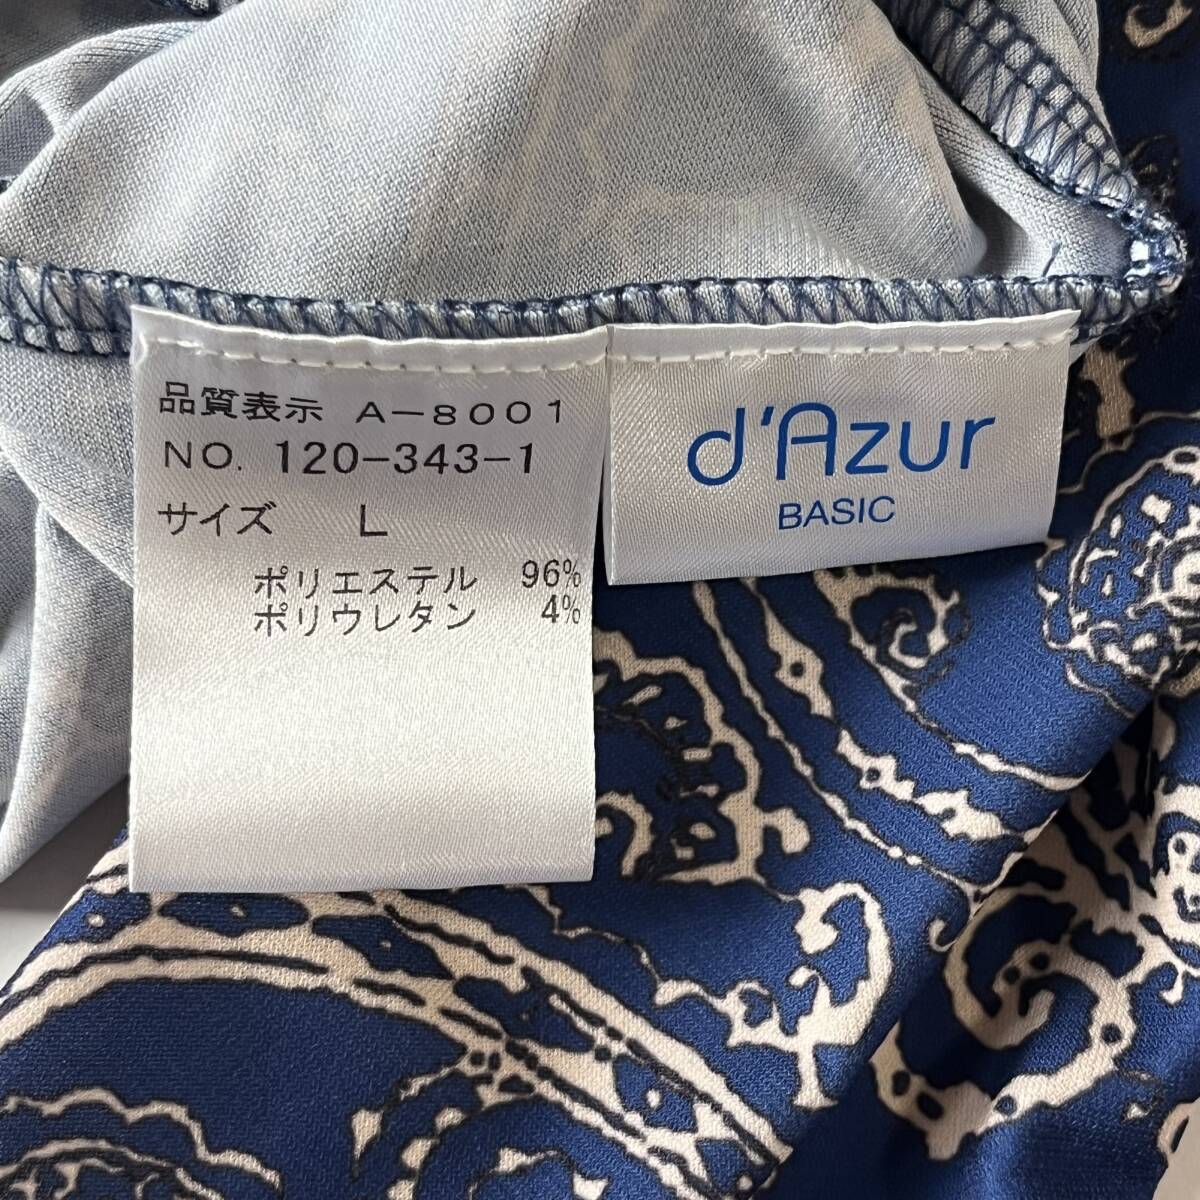 品質表示 A-8001
NO. 120-343-1
サイズ L
ポリエステル 96%
ポリウレタン 4%
d'Azur
BASIC